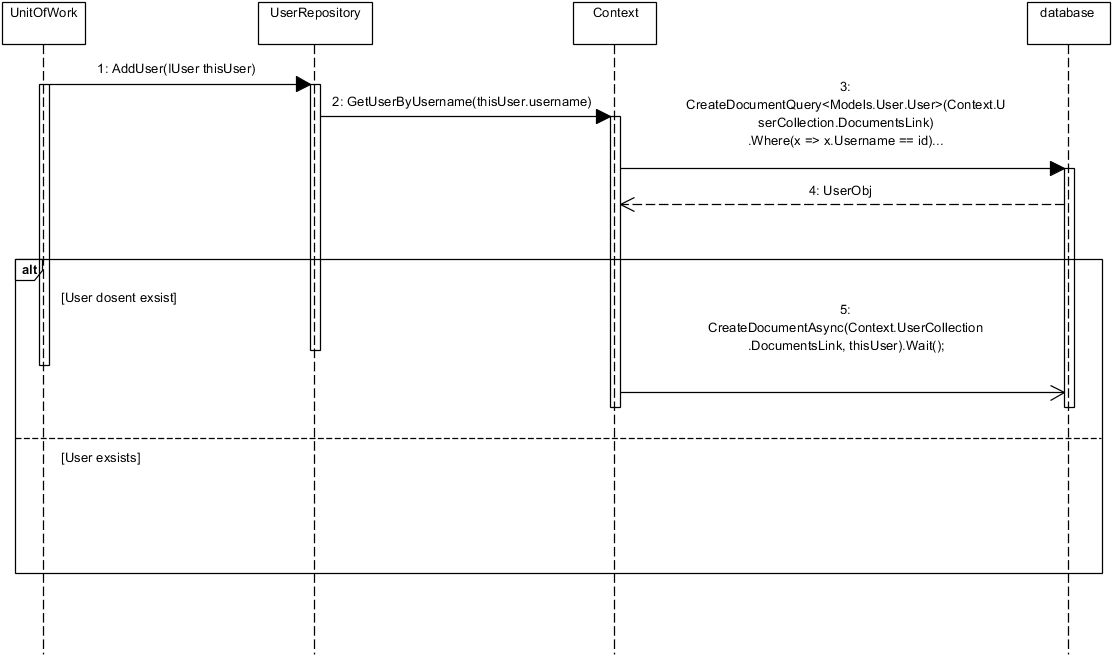 UnitOfWork
UserRepository
Context
database
1: AddUser(IUser thisUser)
2: GetUserByUsername(thisUser.username)
3:
CreateDocumentQuery<Models.User.User>(Context.U
serCollection.DocumentsLink)
.Where(x => x.Username == id)...
4: UserObj
alt
[User dosent exsist]
5:
CreateDocumentAsync(Context.UserCollection
.DocumentsLink, thisUser).Wait();
[User exsists]